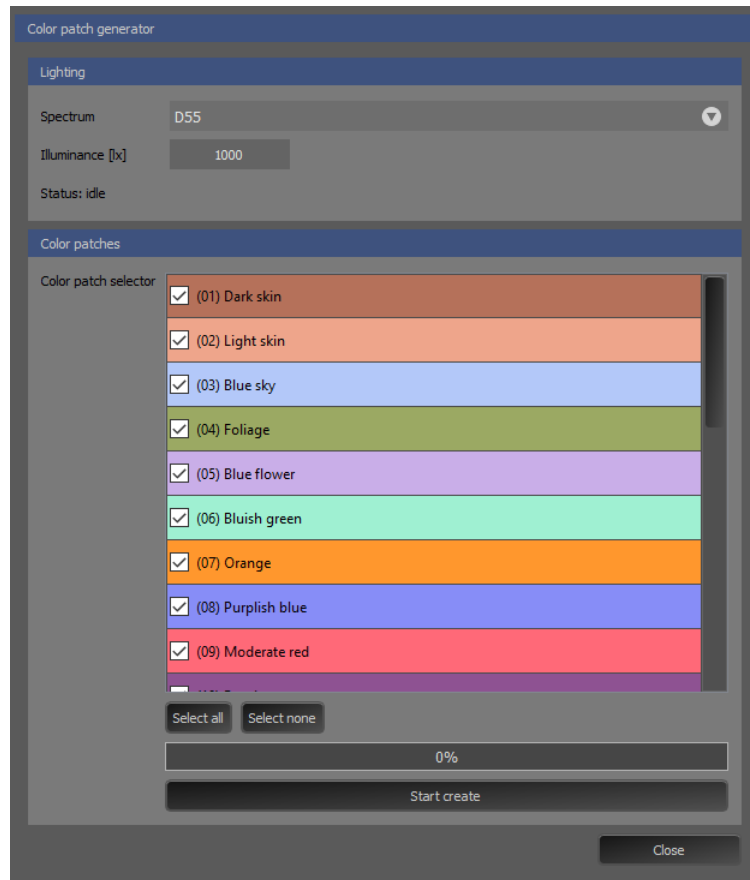 Color patch generator
Lighting
Spectrum D55
Illuminance [lx] 1000
Status: idle
Color patches
Color patch selector
(01) Dark skin
(02) Light skin
(03) Blue sky
(04) Foliage
(05) Blue flower
(06) Bluish green
(07) Orange
(08) Purplish blue
(09) Moderate red
Select all Select none
0%
Start create
Close